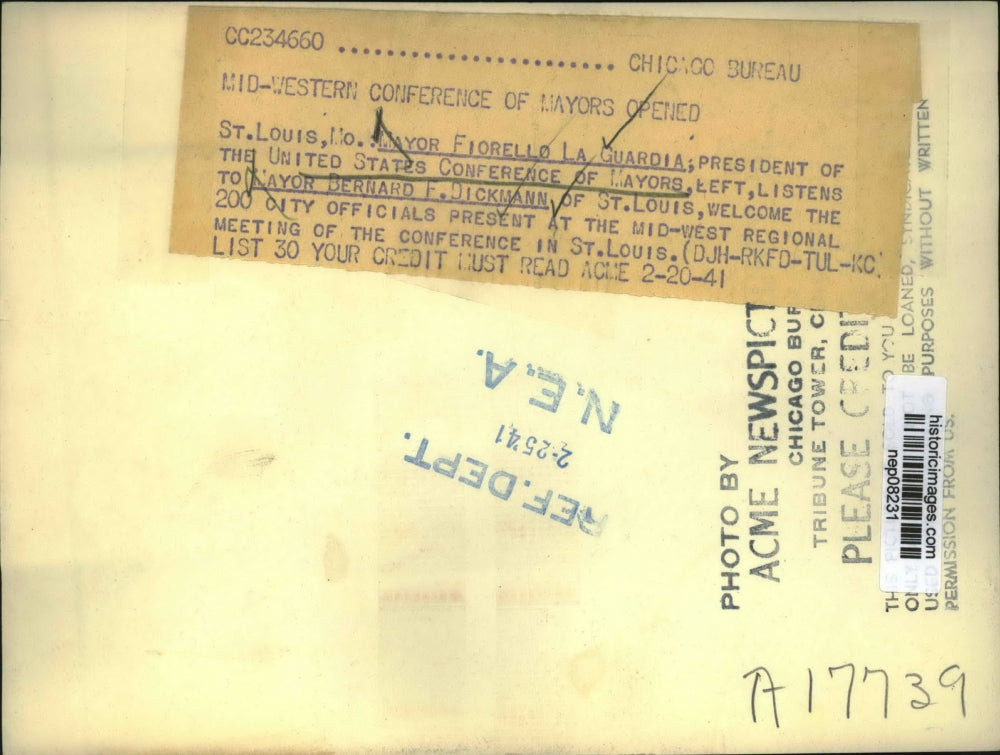 CC234660 .......................... CHICAGO BUREAU
MID-WESTERN CONFERENCE OF MAYORS OPENED
ST.LOUIS,MO..:MAYOR FIORELLO LA GUARDIA,PRESIDENT OF
THE UNITED STATES CONFERENCE OF MAYORS,LEFT,LISTENS
TO MAYOR BERNARD F.DICKMANN OF ST.LOUIS,WELCOME THE
200 CITY OFFICIALS PRESENT AT THE MID-WEST REGIONAL
MEETING OF THE CONFERENCE IN ST.LOUIS.(DJH-RKFD-TUL-KC)
LIST 30 YOUR CREDIT MUST READ ACME 2-20-41
REF. DEPT.
2-25 41
N.E.A.
PHOTO BY
ACME NEWSPICT
CHICAGO BUR
TRIBUNE TOWER, C
PLEASE CREDIT
TO YOU
ONLY BE LOANED,
USED PURPOSES WITHOUT WRITTEN
PERMISSION FROM US.
historicimages.com
nep08231
A17739